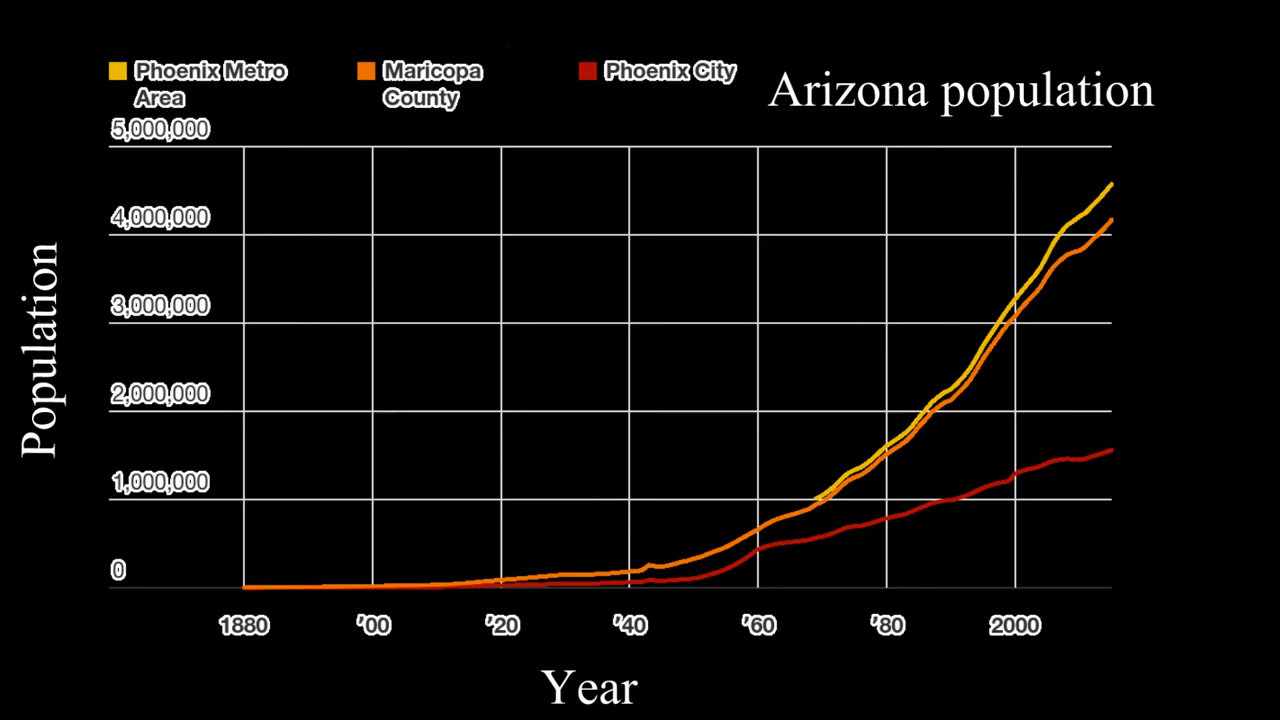 Phoenix Metro Area
Maricopa County
Phoenix City
Arizona population
5,000,000
4,000,000
3,000,000
2,000,000
1,000,000
0
Population
1880 '00 '20 '40 '60 '80 2000
Year